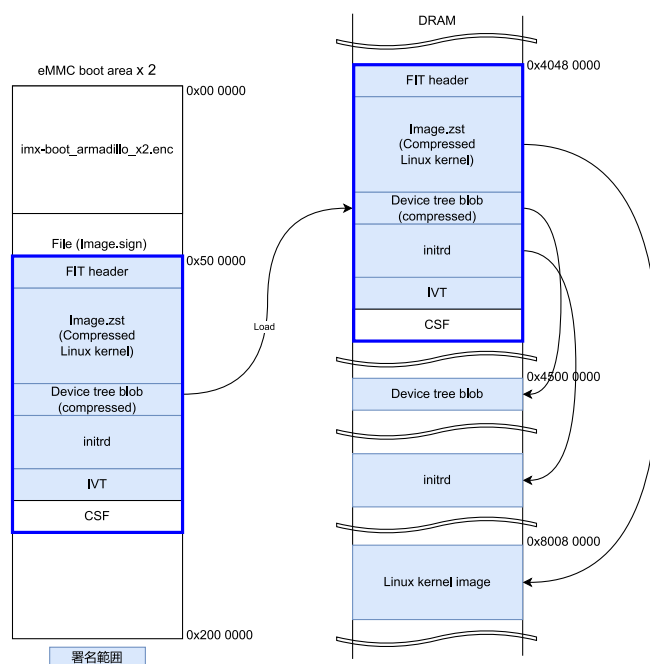 eMMC boot area x 2
0x00 0000
imx-boot_armadillo_x2.enc
File (Image.sign)
0x50 0000
FIT header
Image.zst
(Compressed
Linux kernel)
Device tree blob
(compressed)
initrd
IVT
CSF
0x200 0000
署名範囲
Load
DRAM
0x4048 0000
FIT header
Image.zst
(Compressed
Linux kernel)
Device tree blob
(compressed)
initrd
IVT
CSF
0x4500 0000
Device tree blob
initrd
0x8008 0000
Linux kernel image